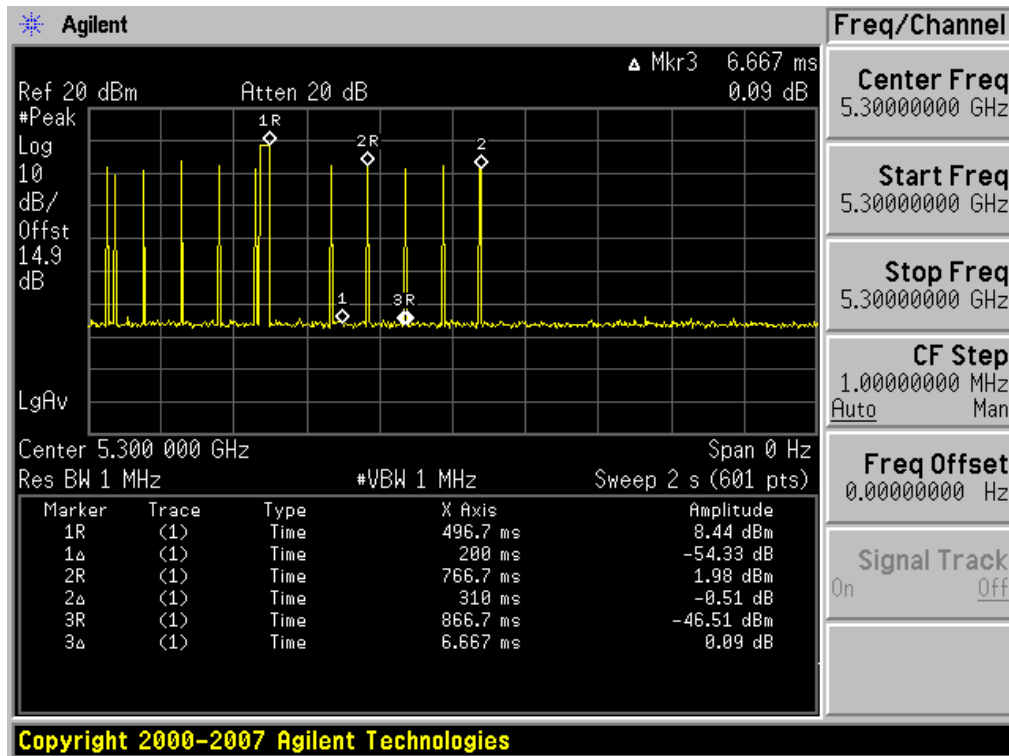 Agilent
Freq/Channel
Δ Mkr3 6.667 ms
Ref 20 dBm Atten 20 dB 0.09 dB
#Peak
Log
10
dB/
Offst
14.9
dB
1R
2R
2
1
3R
LgAv
Center 5.300 000 GHz Span 0 Hz
Res BW 1 MHz #VBW 1 MHz Sweep 2 s (601 pts)
Marker Trace Type X Axis Amplitude
1R (1) Time 496.7 ms 8.44 dBm
1Δ (1) Time 200 ms -54.33 dB
2R (1) Time 766.7 ms 1.98 dBm
2Δ (1) Time 310 ms -0.51 dB
3R (1) Time 866.7 ms -46.51 dBm
3Δ (1) Time 6.667 ms 0.09 dB
Center Freq
5.30000000 GHz
Start Freq
5.30000000 GHz
Stop Freq
5.30000000 GHz
CF Step
1.00000000 MHz
Auto Man
Freq Offset
0.00000000 Hz
Signal Track
On Off
Copyright 2000-2007 Agilent Technologies